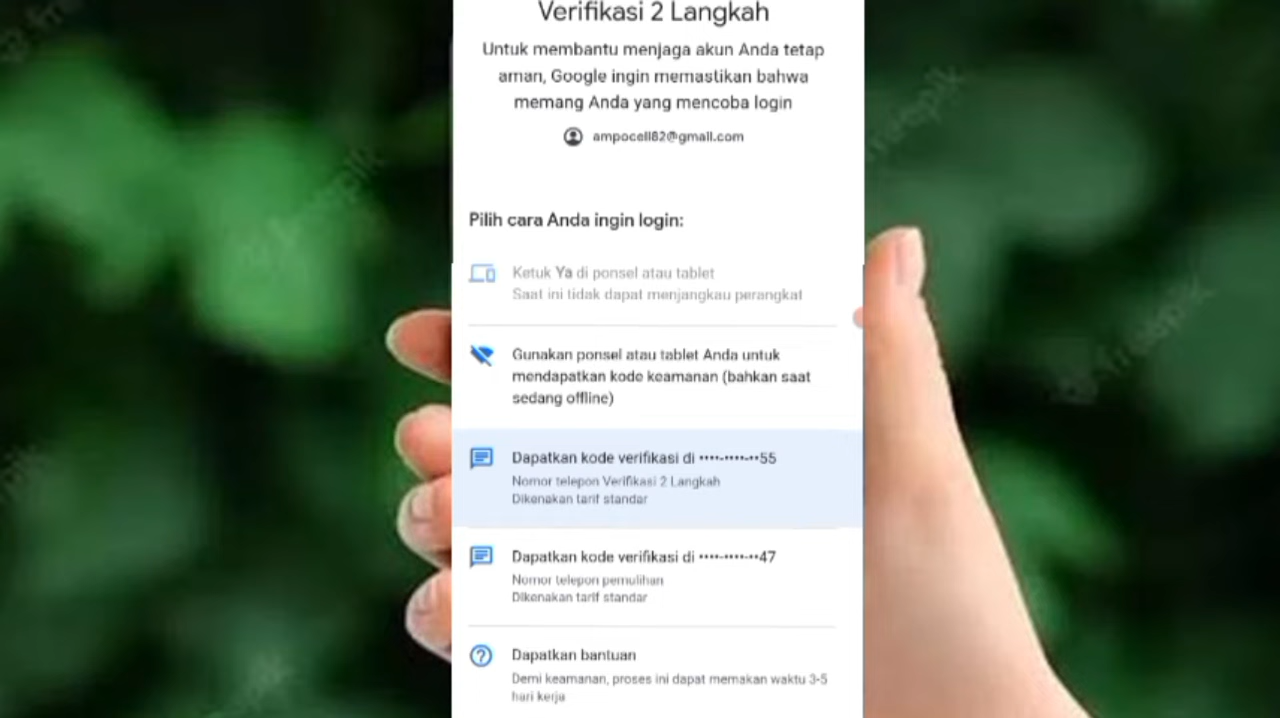 Verifikasi 2 Langkah
Untuk membantu menjaga akun Anda tetap
aman, Google ingin memastikan bahwa
memang Anda yang mencoba login
ampocell82@gmail.com
Pilih cara Anda ingin login:
Ketuk Ya di ponsel atau tablet
Saat ini tidak dapat menjangkau perangkat
Gunakan ponsel atau tablet Anda untuk
mendapatkan kode keamanan (bahkan saat
sedang offline)
Dapatkan kode verifikasi di ••••-••••-••55
Nomor telepon Verifikasi 2 Langkah
Dikenakan tarif standar
Dapatkan kode verifikasi di ••••-••••-••47
Nomor telepon pemulihan
Dikenakan tarif standar
Dapatkan bantuan
Demi keamanan, proses ini dapat memakan waktu 3-5
hari kerja
freepik